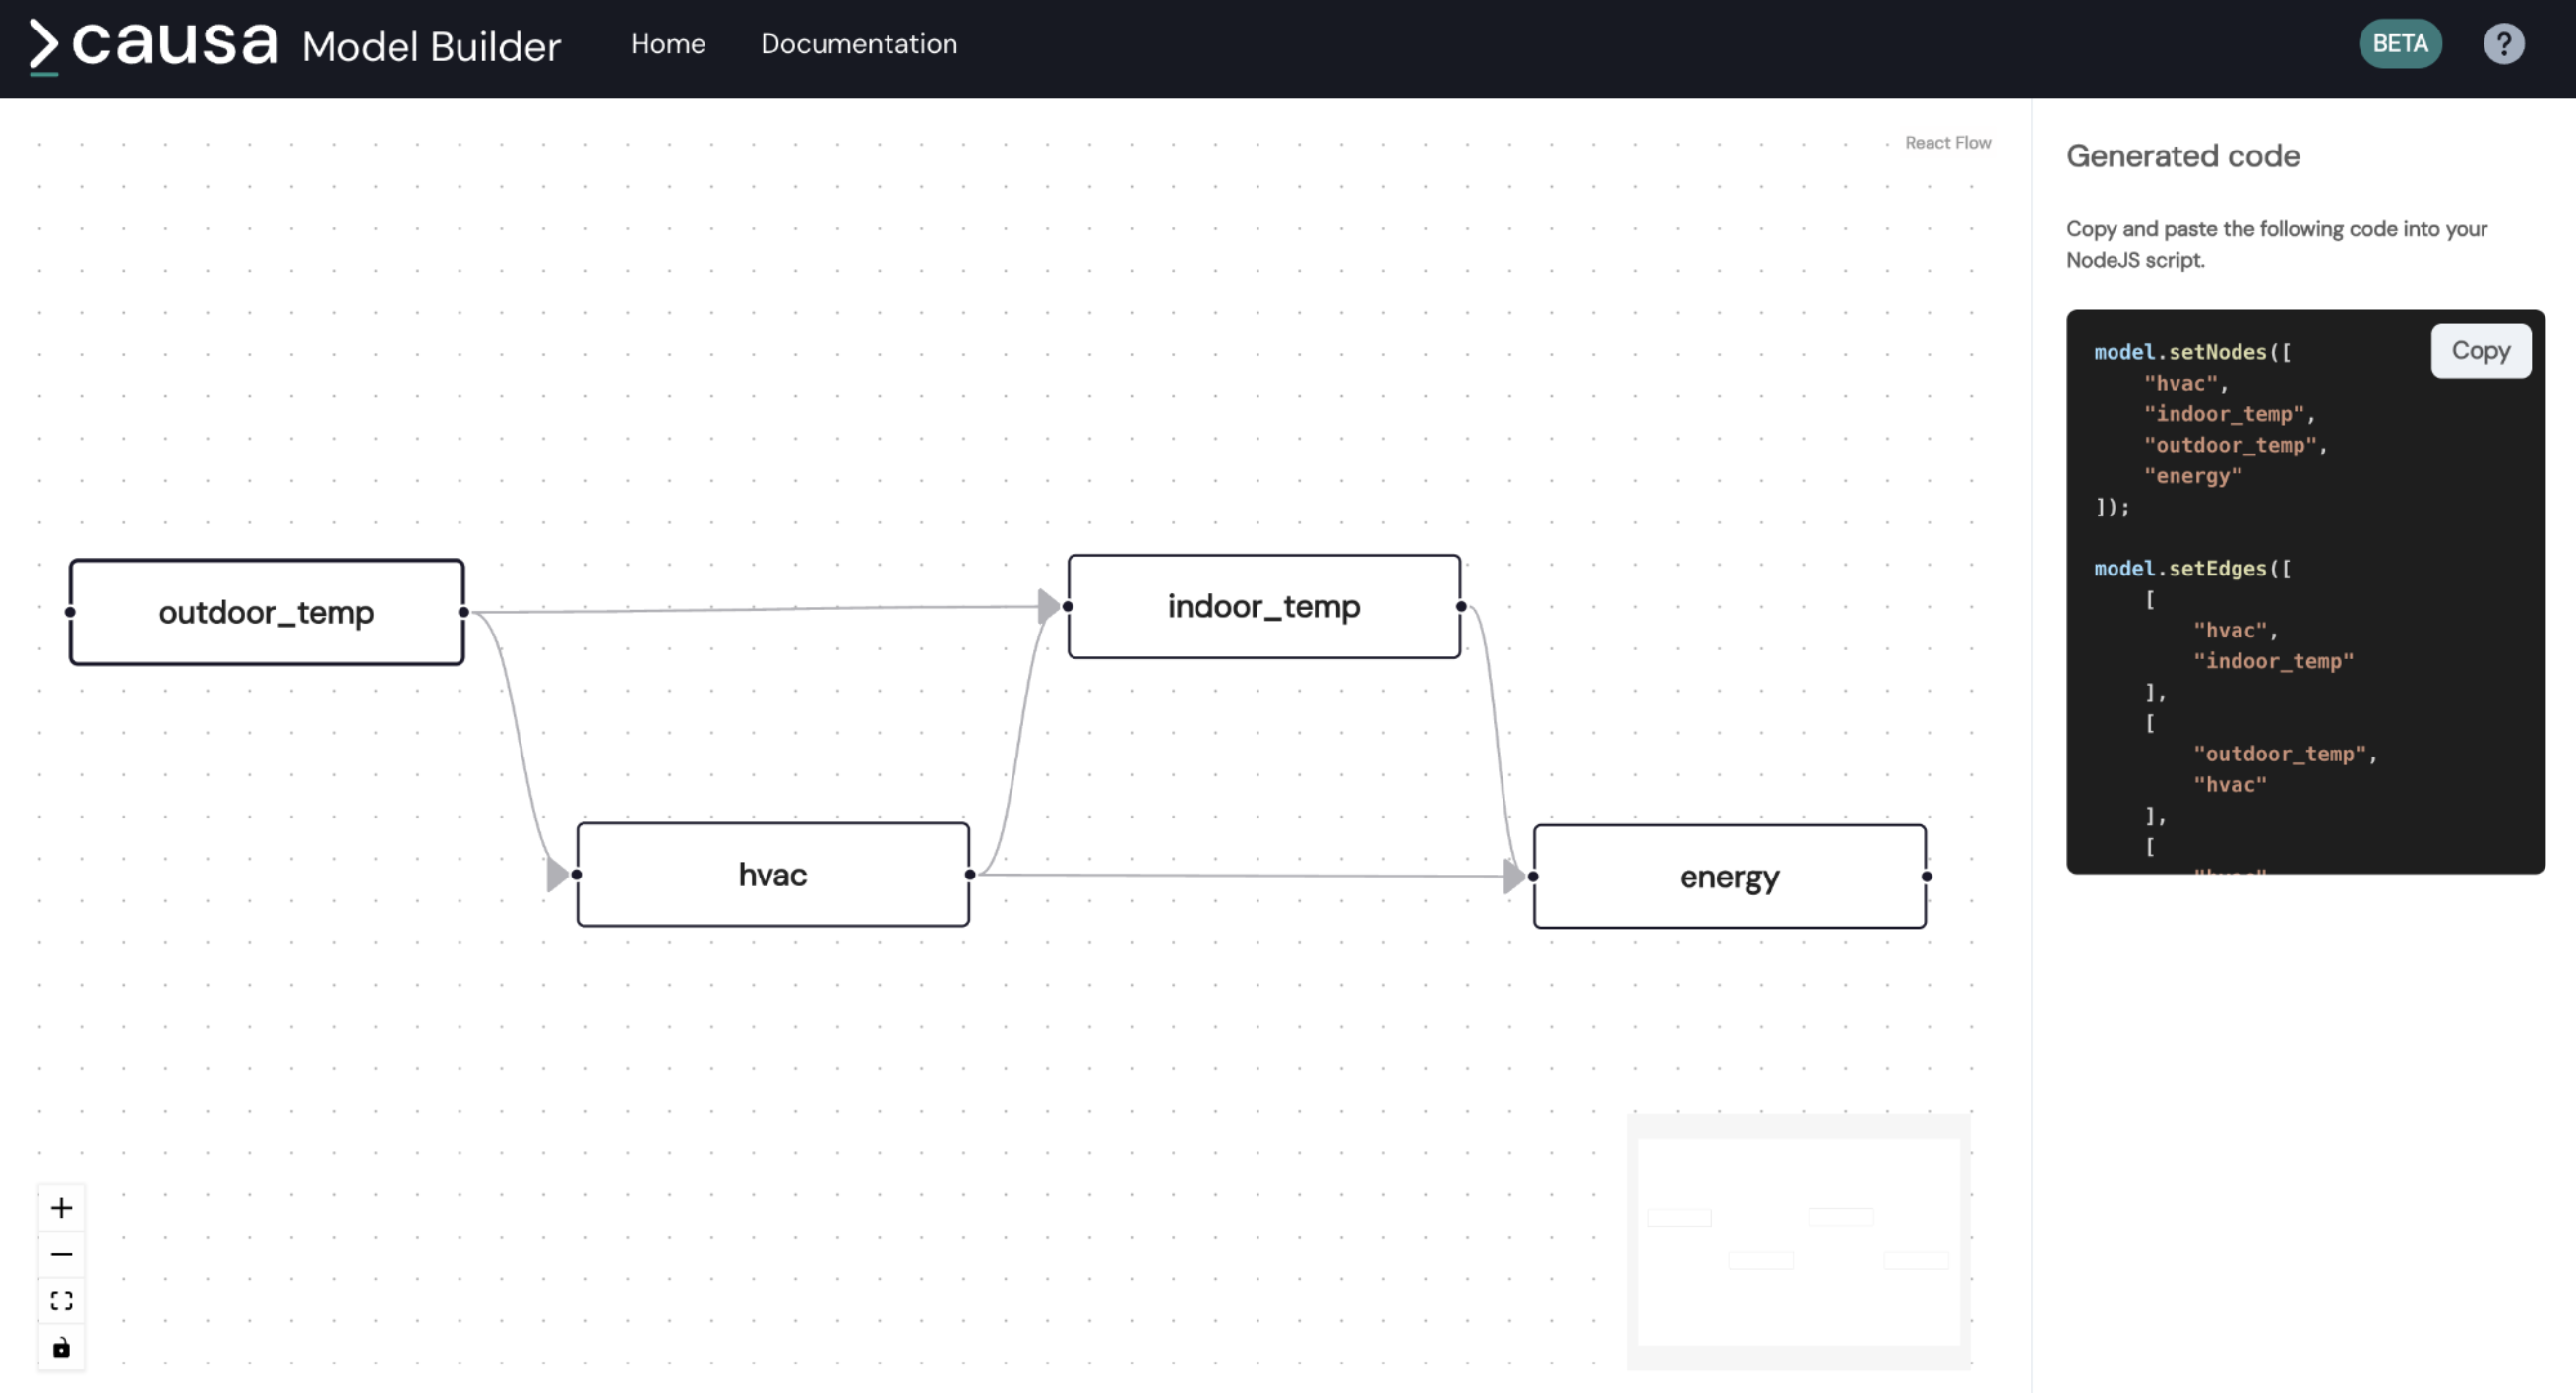 causa Model Builder Home Documentation BETA ?
React Flow
outdoor_temp
indoor_temp
hvac
energy
Generated code
Copy and paste the following code into your
NodeJS script.
Copy
model.setNodes([
"hvac",
"indoor_temp",
"outdoor_temp",
"energy"
]);
model.setEdges([
[
"hvac",
"indoor_temp"
],
[
"outdoor_temp",
"hvac"
],
[